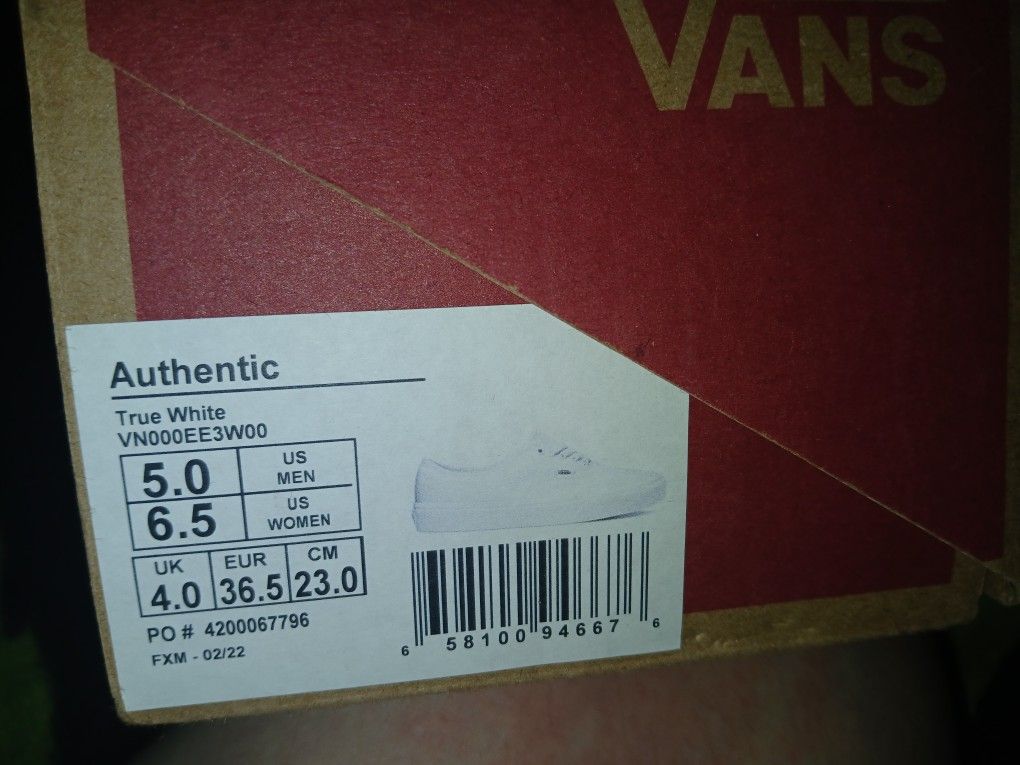 VANS
Authentic
True White
VN000EE3W00
5.0 US MEN
6.5 US WOMEN
UK EUR CM
4.0 36.5 23.0
PO # 4200067796
FXM - 02/22
6 58100 94667 6